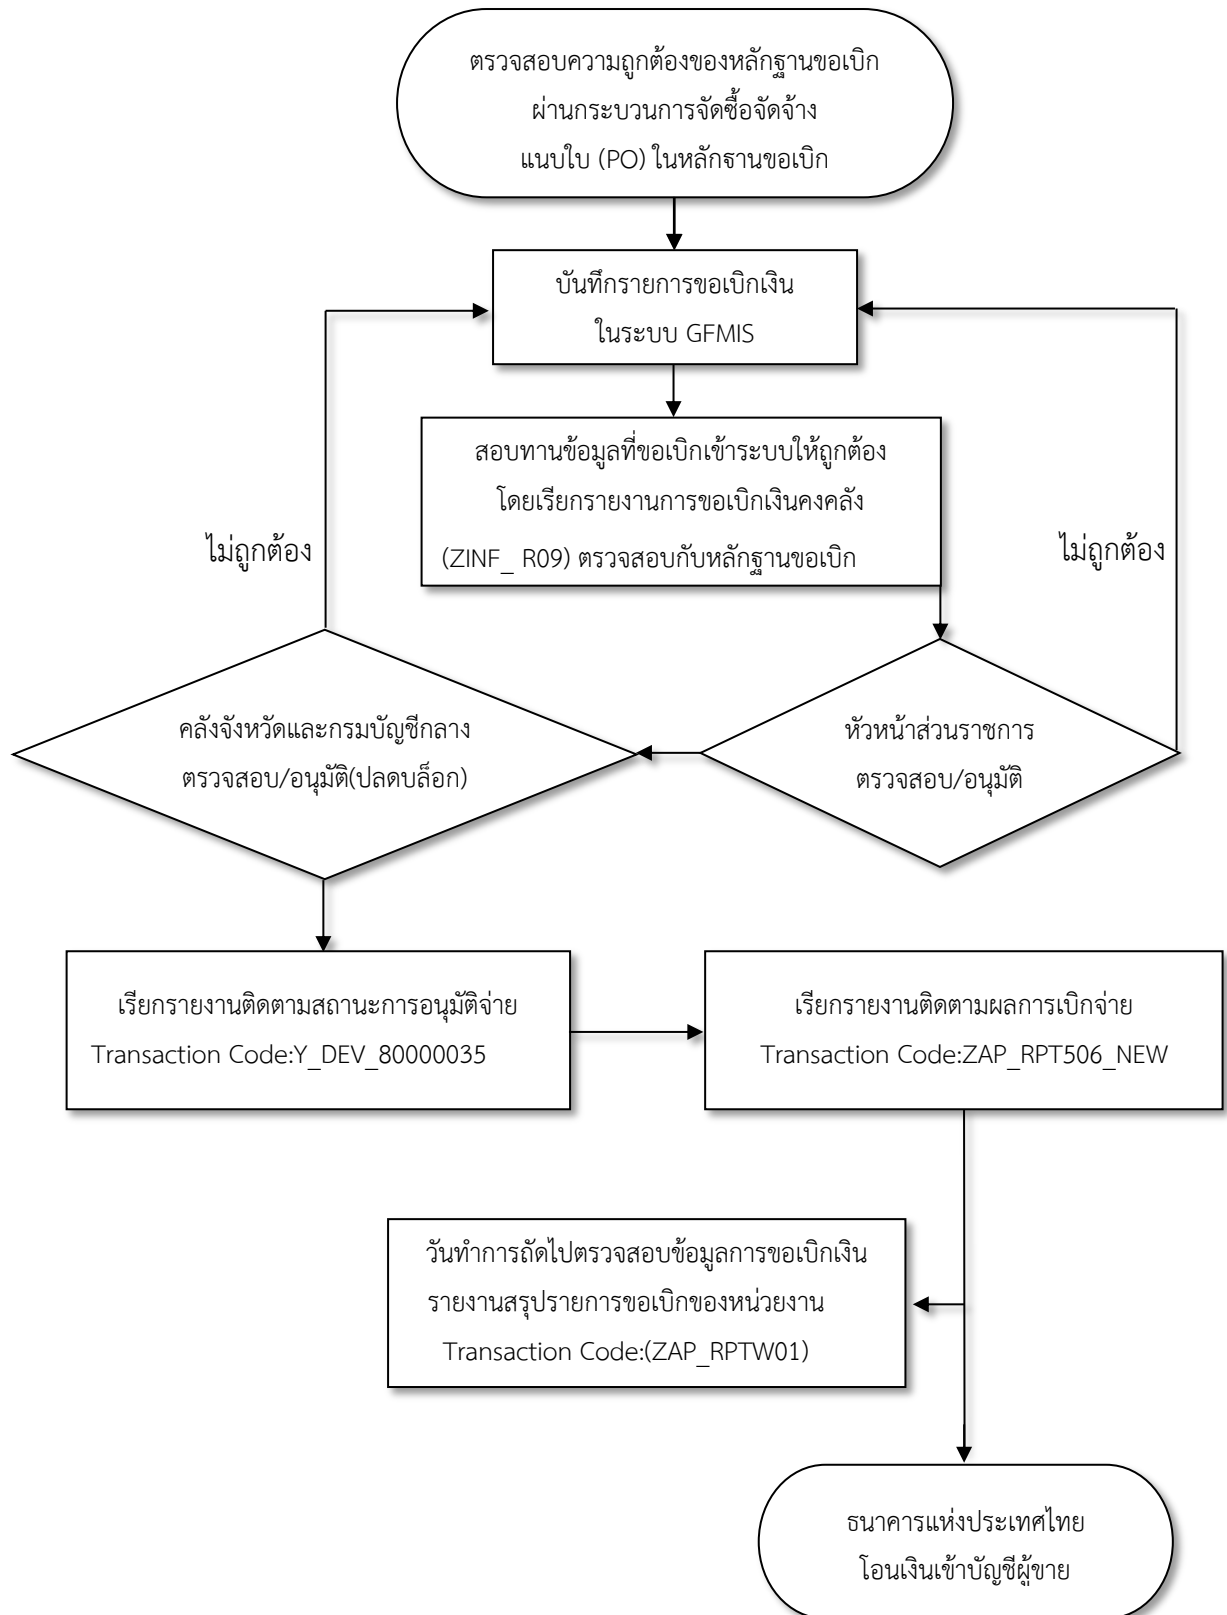 ตรวจสอบความถูกต้องของหลักฐานขอเบิก
ผ่านกระบวนการจัดซื้อจัดจ้าง
แนบใบ (PO) ในหลักฐานขอเบิก
บันทึกรายการขอเบิกเงิน
ในระบบ GFMIS
สอบทานข้อมูลที่ขอเบิกเข้าระบบให้ถูกต้อง
โดยเรียกรายงานการขอเบิกเงินคงคลัง
(ZINF_ R09) ตรวจสอบกับหลักฐานขอเบิก
ไม่ถูกต้อง
ไม่ถูกต้อง
หัวหน้าส่วนราชการ
ตรวจสอบ/อนุมัติ
คลังจังหวัดและกรมบัญชีกลาง
ตรวจสอบ/อนุมัติ(ปลดบล็อก)
เรียกรายงานติดตามสถานะการอนุมัติจ่าย
Transaction Code:Y_DEV_80000035
เรียกรายงานติดตามผลการเบิกจ่าย
Transaction Code:ZAP_RPT506_NEW
วันทำการถัดไปตรวจสอบข้อมูลการขอเบิกเงิน
รายงานสรุปรายการขอเบิกของหน่วยงาน
Transaction Code:(ZAP_RPTW01)
ธนาคารแห่งประเทศไทย
โอนเงินเข้าบัญชีผู้ขาย